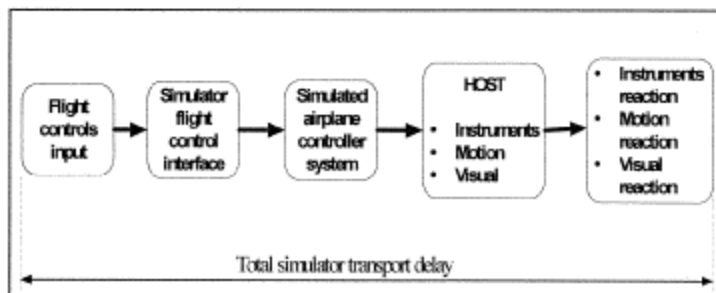 Flight
controls
input
Simulator
flight
control
interface
Simulated
airplane
controller
system
HOST
• Instruments
• Motion
• Visual
• Instruments
reaction
• Motion
reaction
• Visual
reaction
Total simulator transport delay